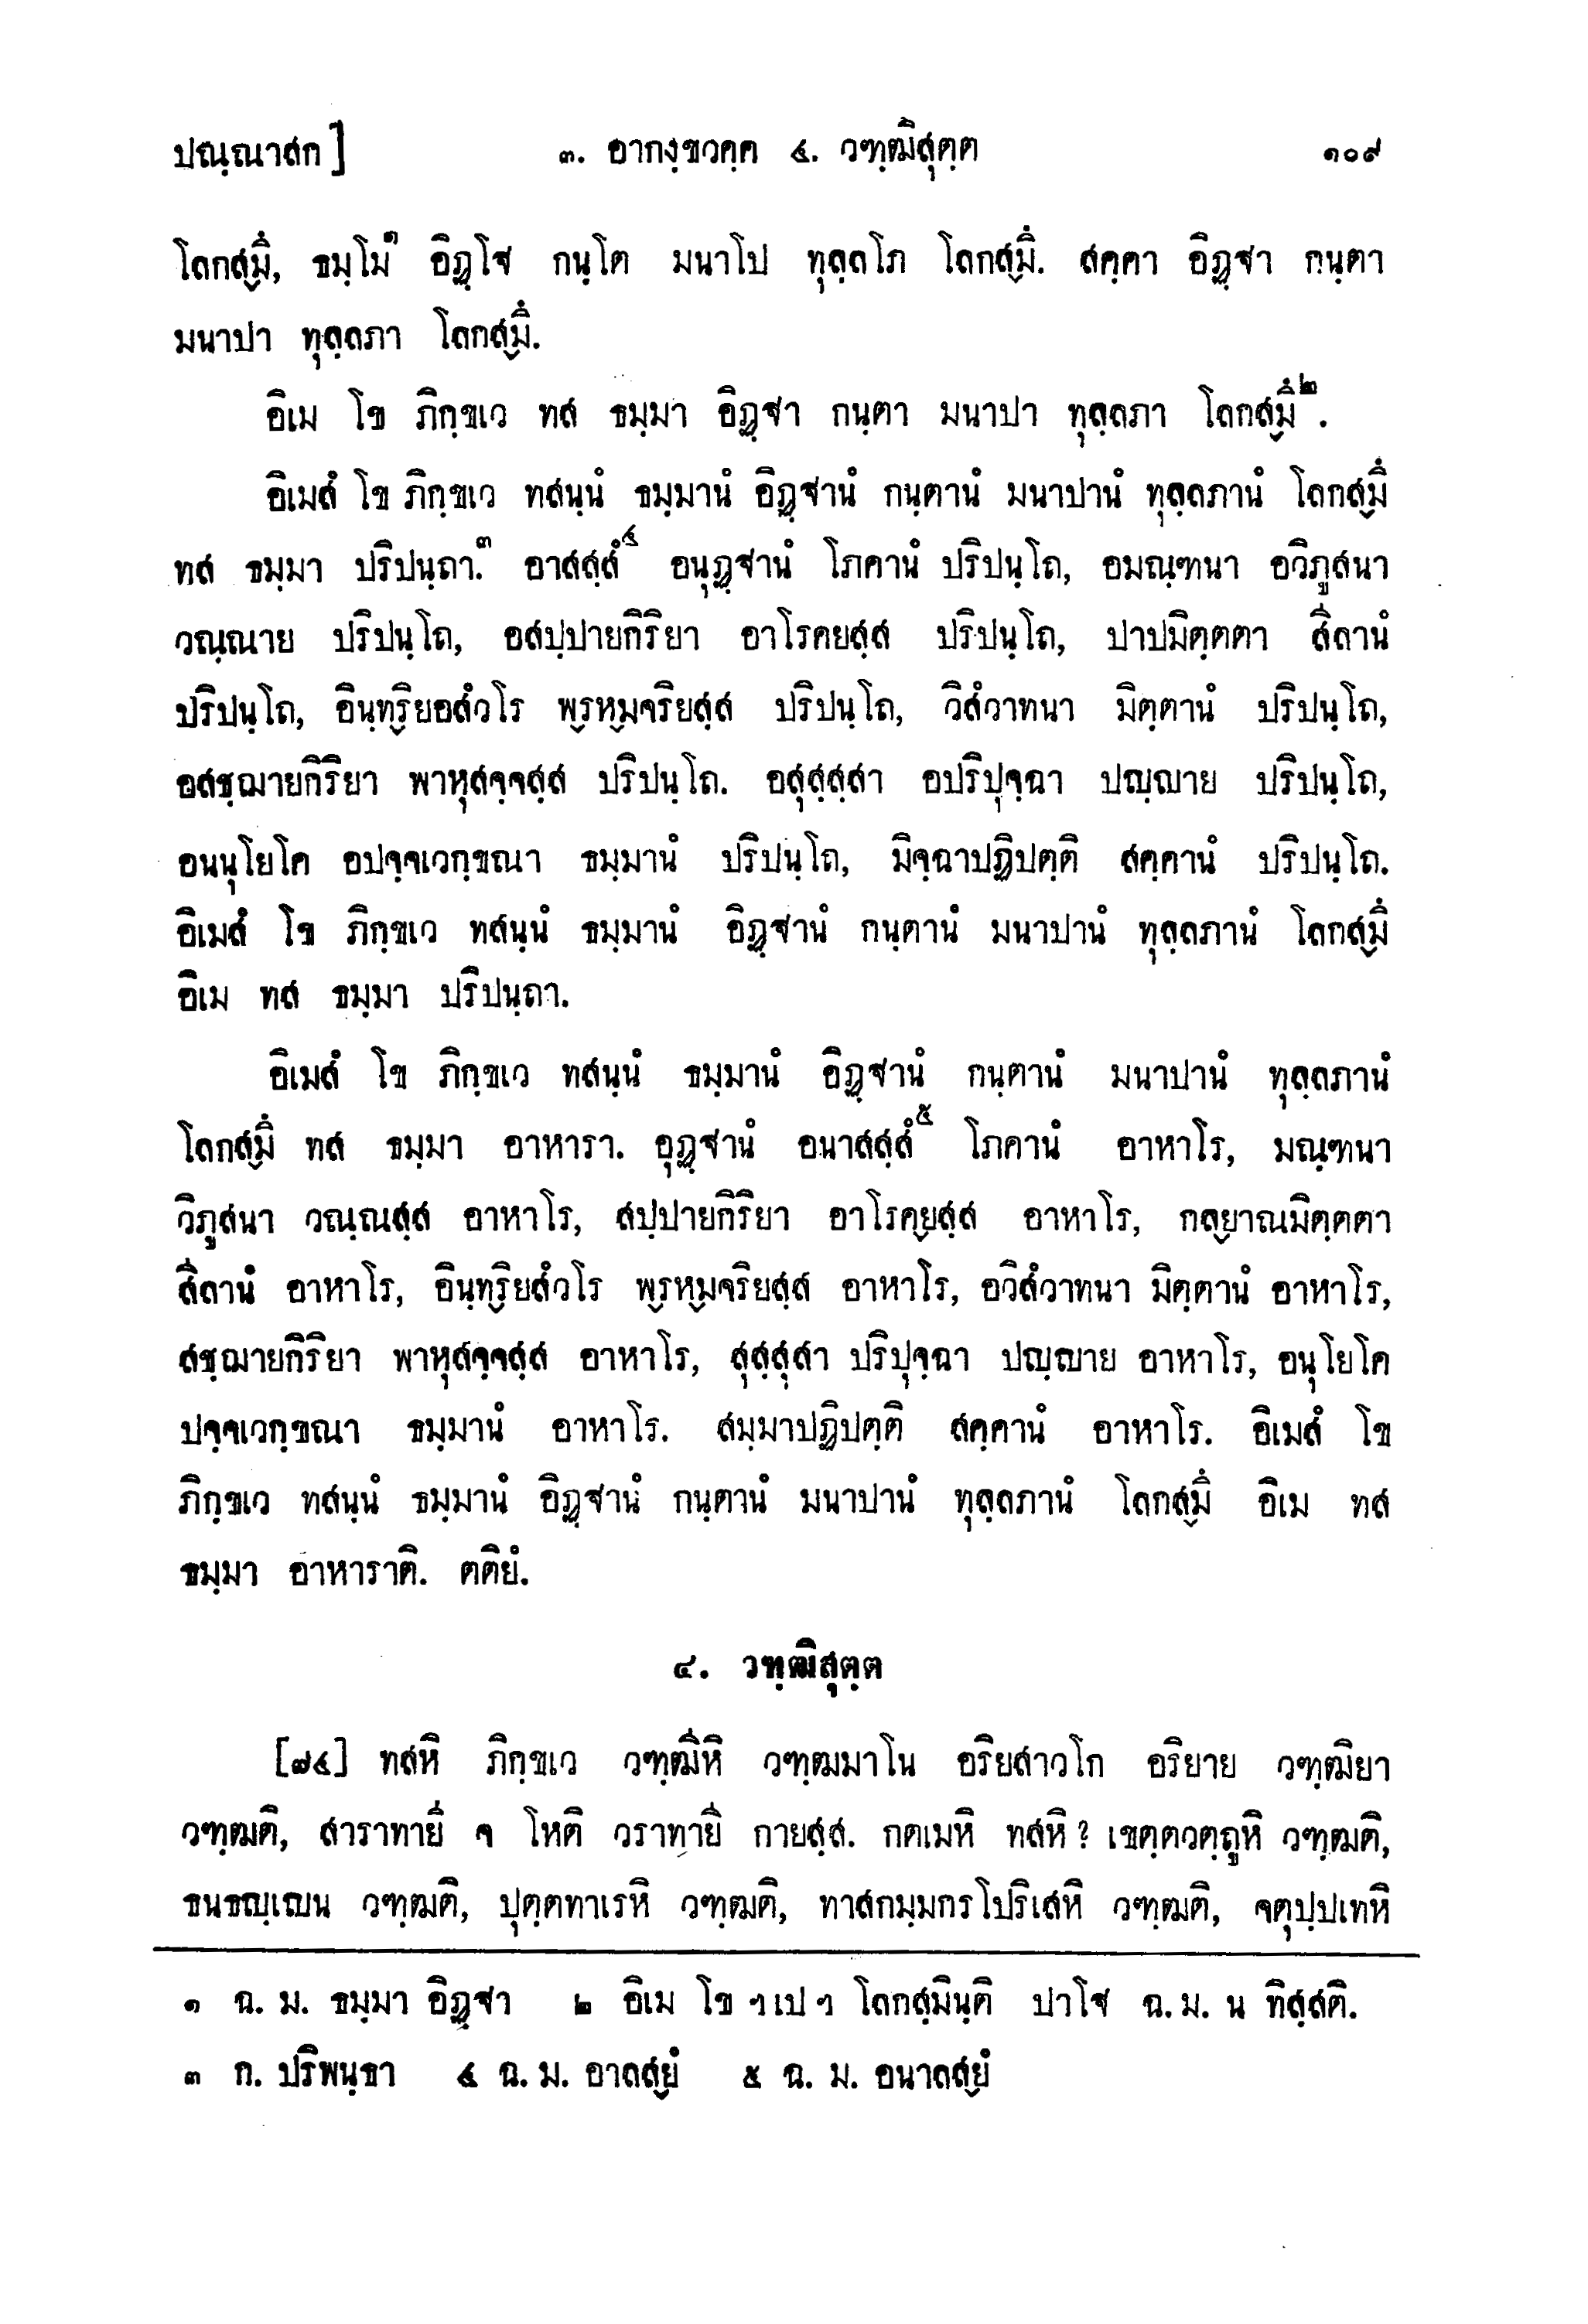 ปณฺณาสก] ๓. อากงฺขวคฺค ๔. วฑฺฒิสุตฺต ๑๐๙
โลกสฺมึ, ธมฺโม๑ อิฏฺโฐ กนฺโต มนาโป ทุลฺลโภ โลกสฺมึ. สคฺคา อิฏฺฐา กนฺตา
มนาปา ทุลฺลภา โลกสฺมึ.
อิเม โข ภิกฺขเว ทส ธมฺมา อิฏฺฐา กนฺตา มนาปา ทุลฺลภา โลกสฺมึ๒.
อิเมสํ โข ภิกฺขเว ทสนฺนํ ธมฺมานํ อิฏฺฐานํ กนฺตานํ มนาปานํ ทุลฺลภานํ โลกสฺมึ
ทส ธมฺมา ปริปนฺถา.๓ อาสสฺสํ๔ อนุฏฺฐานํ โภคานํ ปริปนฺโถ, อมณฺฑนา อวิภูสนา
วณฺณาย ปริปนฺโถ, อสปฺปายกิริยา อาโรคยสฺส ปริปนฺโถ, ปาปมิตฺตตา สีลานํ
ปริปนฺโถ, อินฺทฺริยอสํวโร พฺรหฺมจริยสฺส ปริปนฺโถ, วิสํวาทนา มิตฺตานํ ปริปนฺโถ,
อสชฺฌายกิริยา พาหุสจฺจสฺส ปริปนฺโถ. อสุสฺสฺสา อปริปุจฺฉา ปญฺญาย ปริปนฺโถ,
อนนุโยโค อปจฺจเวกฺขณา ธมฺมานํ ปริปนฺโถ, มิจฺฉาปฏิปตฺติ สคฺคานํ ปริปนฺโถ.
อิเมสํ โข ภิกฺขเว ทสนฺนํ ธมฺมานํ อิฏฺฐานํ กนฺตานํ มนาปานํ ทุลฺลภานํ โลกสฺมึ
อิเม ทส ธมฺมา ปริปนฺถา.
อิเมสํ โข ภิกฺขเว ทสนฺนํ ธมฺมานํ อิฏฺฐานํ กนฺตานํ มนาปานํ ทุลฺลภานํ
โลกสฺมึ ทส ธมฺมา อาหารา. อุฏฺฐานํ อนาสสฺสํ๕ โภคานํ อาหาโร, มณฺฑนา
วิภูสนา วณฺณสฺส อาหาโร, สปฺปายกิริยา อาโรคฺยสฺส อาหาโร, กลฺยาณมิตฺตตา
สีลานํ อาหาโร, อินฺทฺริยสํวโร พฺรหฺมจริยสฺส อาหาโร, อวิสํวาทนา มิตฺตานํ อาหาโร,
สชฺฌายกิริยา พาหุสจฺจสฺส อาหาโร, สุสฺสุสา ปริปุจฺฉา ปญฺญาย อาหาโร, อนุโยโค
ปจฺจเวกฺขณา ธมฺมานํ อาหาโร. สมฺมาปฏิปตฺติ สคฺคานํ อาหาโร. อิเมสํ โข
ภิกฺขเว ทสนฺนํ ธมฺมานํ อิฏฺฐานํ กนฺตานํ มนาปานํ ทุลฺลภานํ โลกสฺมึ อิเม ทส
ธมฺมา อาหาราติ. ตติยํ.
๔. วฑฺฒิสุตฺต
[๗๔] ทสหิ ภิกฺขเว วฑฺฒีหิ วฑฺฒมาโน อริยสาวโก อริยาย วฑฺฒิยา
วฑฺฒติ, สาราทายี จ โหติ วราทายี กายสฺส. กตเมหิ ทสหิ? เขตฺตวตฺถูหิ วฑฺฒติ,
ธนธญฺเญน วฑฺฒติ, ปุตฺตทาเรหิ วฑฺฒติ, ทาสกมฺมกรโปริเสหิ วฑฺฒติ, จตุปฺปเทหิ
๑ ฉ. ม. ธมฺมา อิฏฺฐา ๒ อิเม โข ฯเปฯ โลกสฺมินฺติ ปาโฐ ฉ. ม. น ทิสฺสติ.
๓ ก. ปริพนฺธา ๔ ฉ. ม. อาลสฺยํ ๕ ฉ. ม. อนาลสฺยํ